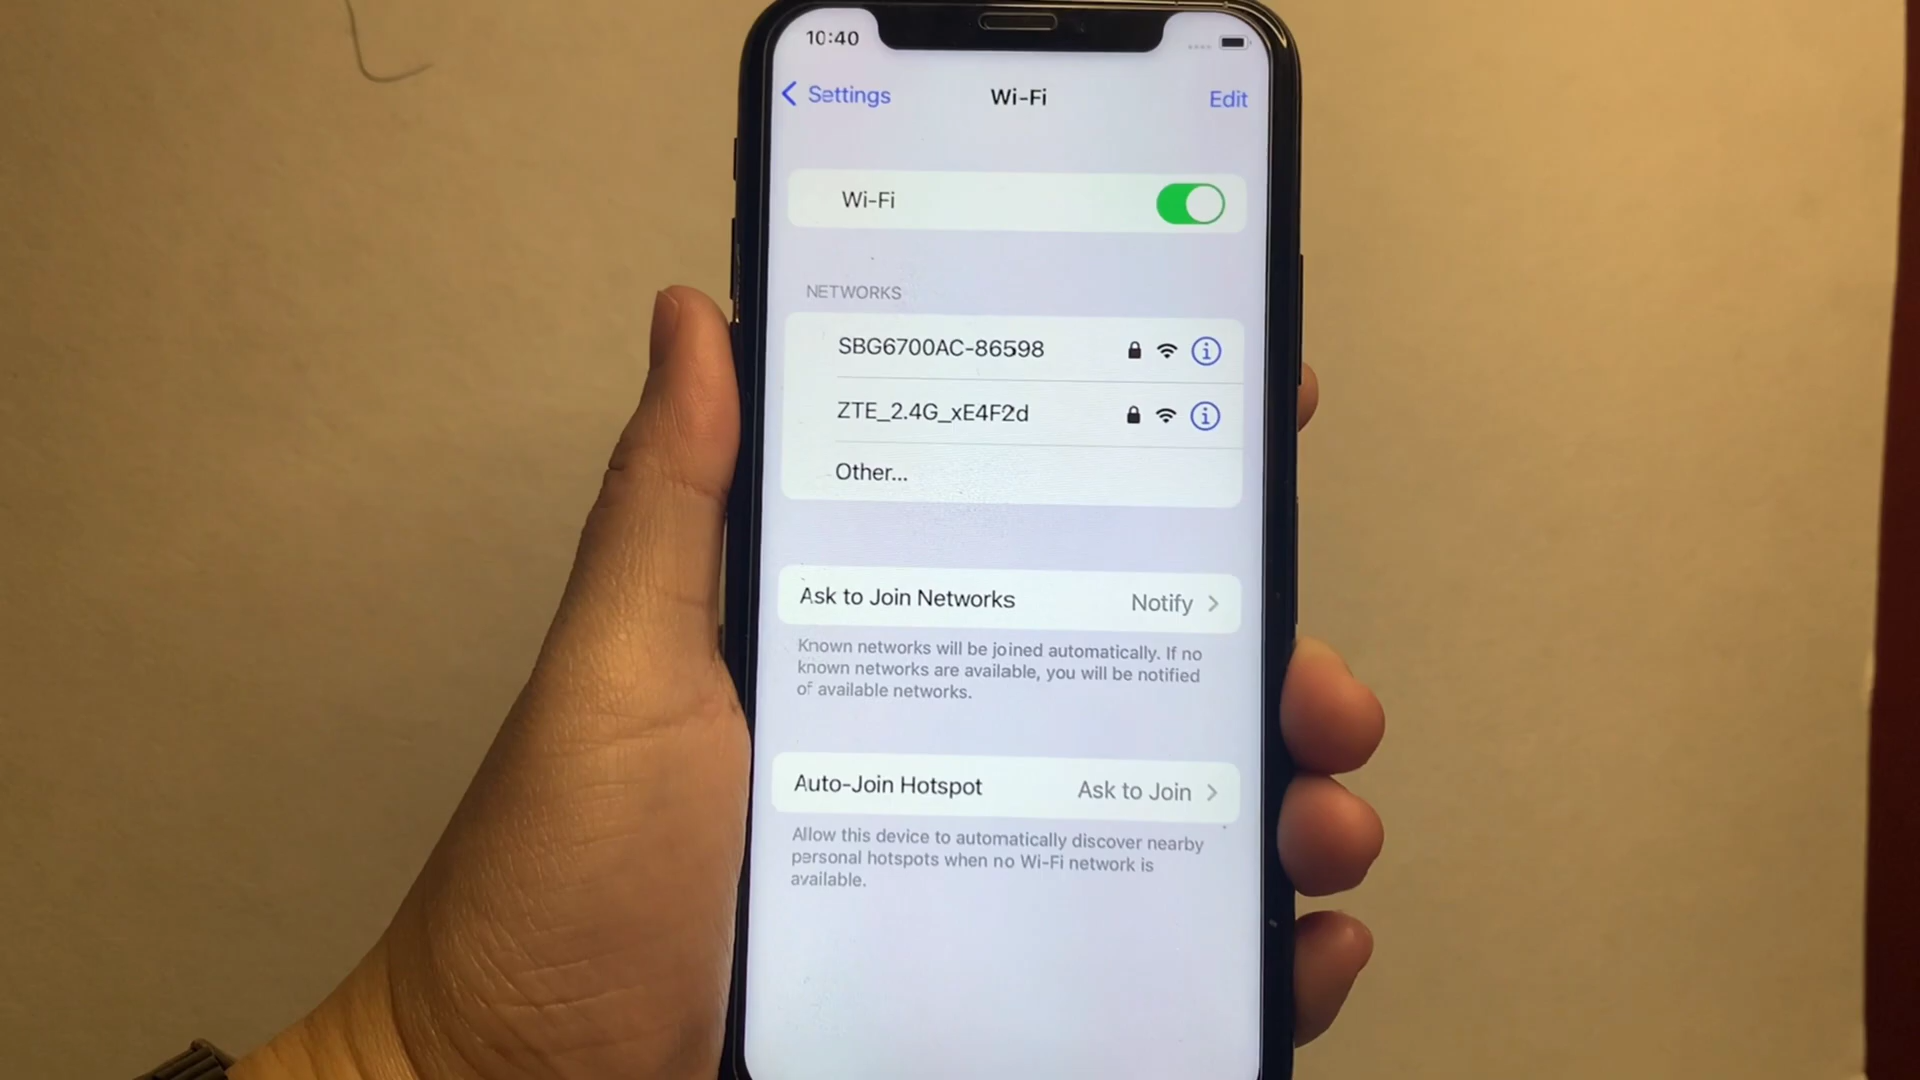 10:40
Settings
Wi-Fi
Edit
Wi-Fi
NETWORKS
SBG6700AC-86598
ZTE_2.4G_xE4F2d
Other...
Ask to Join Networks
Notify
Known networks will be joined automatically. If no
known networks are available, you will be notified
of available networks.
Auto-Join Hotspot
Ask to Join
Allow this device to automatically discover nearby
personal hotspots when no Wi-Fi network is
available.